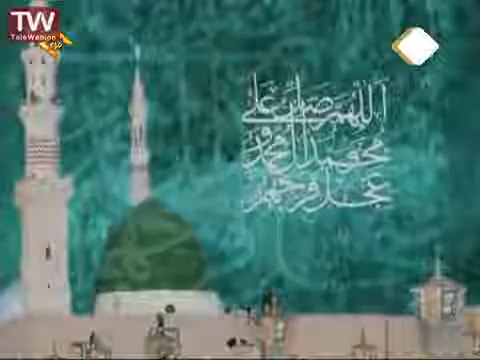 TW
TeleWebion
اللهم صل علی
محمد و آل محمد و
عجل فرجهم